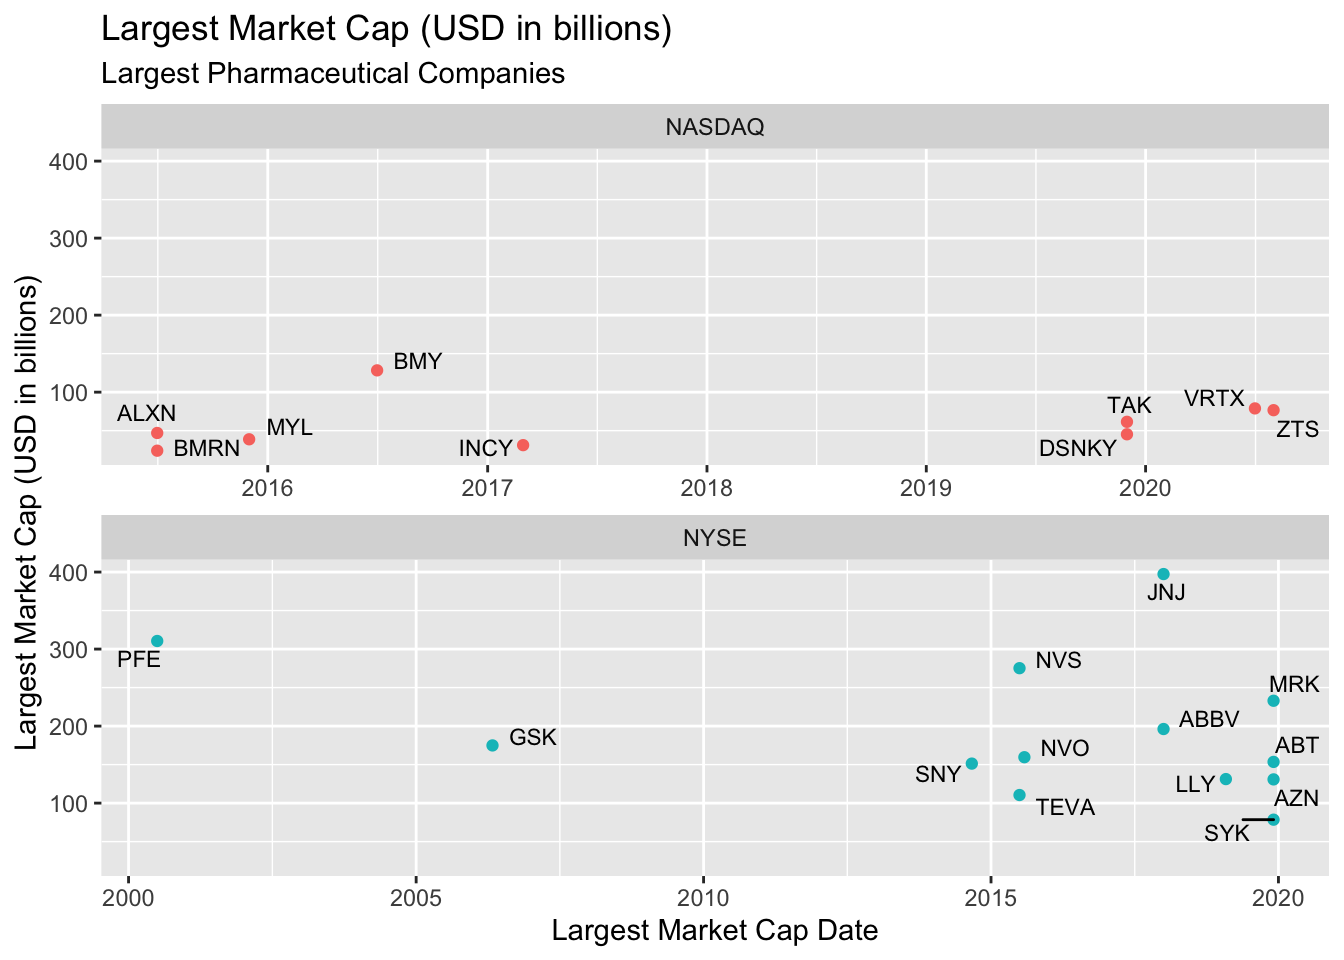 Largest Market Cap (USD in billions)
Largest Pharmaceutical Companies
Largest Market Cap (USD in billions)
NASDAQ
400
300
200
100
BMY
ALXN
MYL
BMRN
INCY
TAK
DSNKY
VRTX
ZTS
2016 2017 2018 2019 2020
NYSE
400
300
200
100
JNJ
PFE
NVS
MRK
ABBV
GSK
NVO
ABT
SNY
LLY
AZN
TEVA
SYK
2000 2005 2010 2015 2020
Largest Market Cap Date